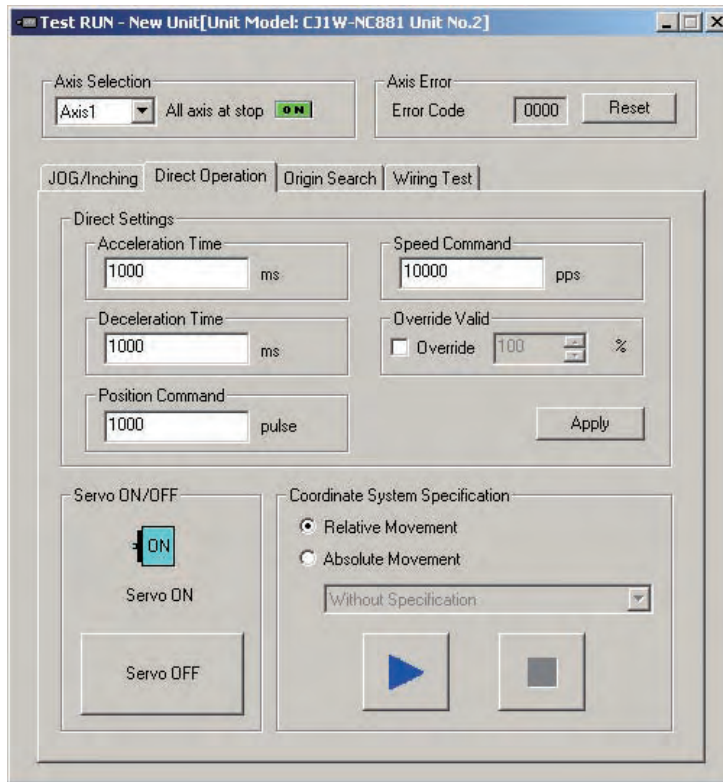 Test RUN - New Unit[Unit Model: CJ1W-NC881 Unit No.2]
Axis Selection
Axis1
All axis at stop
ON
Axis Error
Error Code
0000
Reset
JOG/Inching
Direct Operation
Origin Search
Wiring Test
Direct Settings
Acceleration Time
1000
ms
Speed Command
10000
pps
Deceleration Time
1000
ms
Override Valid
Override
100
%
Position Command
1000
pulse
Apply
Servo ON/OFF
ON
Servo ON
Servo OFF
Coordinate System Specification
Relative Movement
Absolute Movement
Without Specification